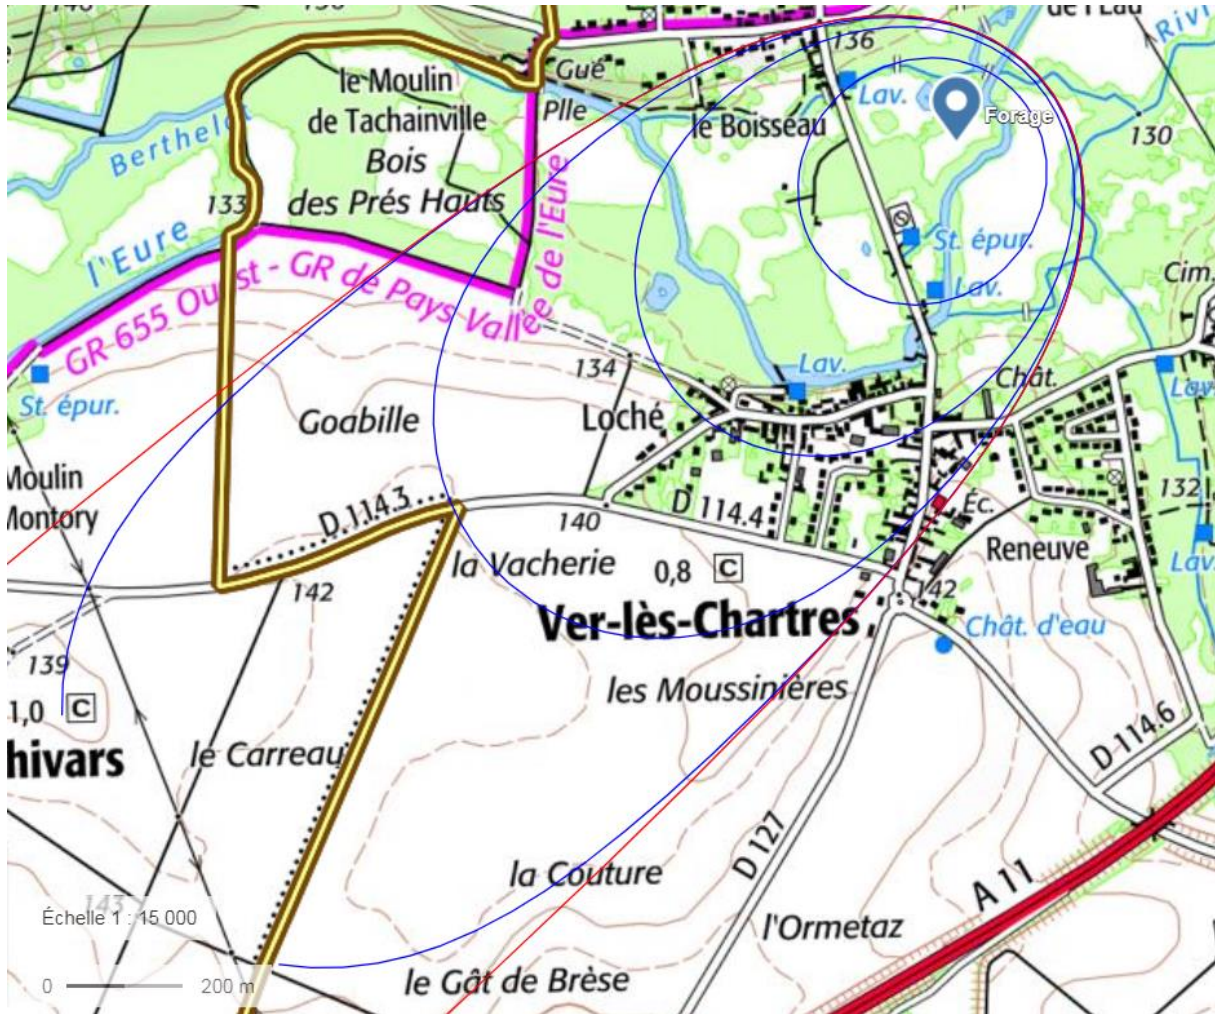 de l'Eau
136
Gué
Plle
le Moulin
de Tachainville
Bois
des Prés Hauts
Lav.
le Boisseau
Forage
130
133
l'Eure
St. épur.
Lav.
Cim.
GR 655 Ouest - GR de Pays Vallée de l'Eure
134
Lav.
Chât.
Lav.
St. épur.
Goabille
Loché
Moulin
Montory
D 114.3
140
D 114.4
Éc.
132
Reneuve
Lav.
la Vacherie
0,8
C
142
42
Ver-lès-Chartres
Chât. d'eau
139
les Moussinières
1,0
C
hivars
le Carreau
D 114.6
D 127
la Couture
A 11
143
Échelle 1 : 15 000
l'Ormetaz
le Gât de Brèse
0
200 m